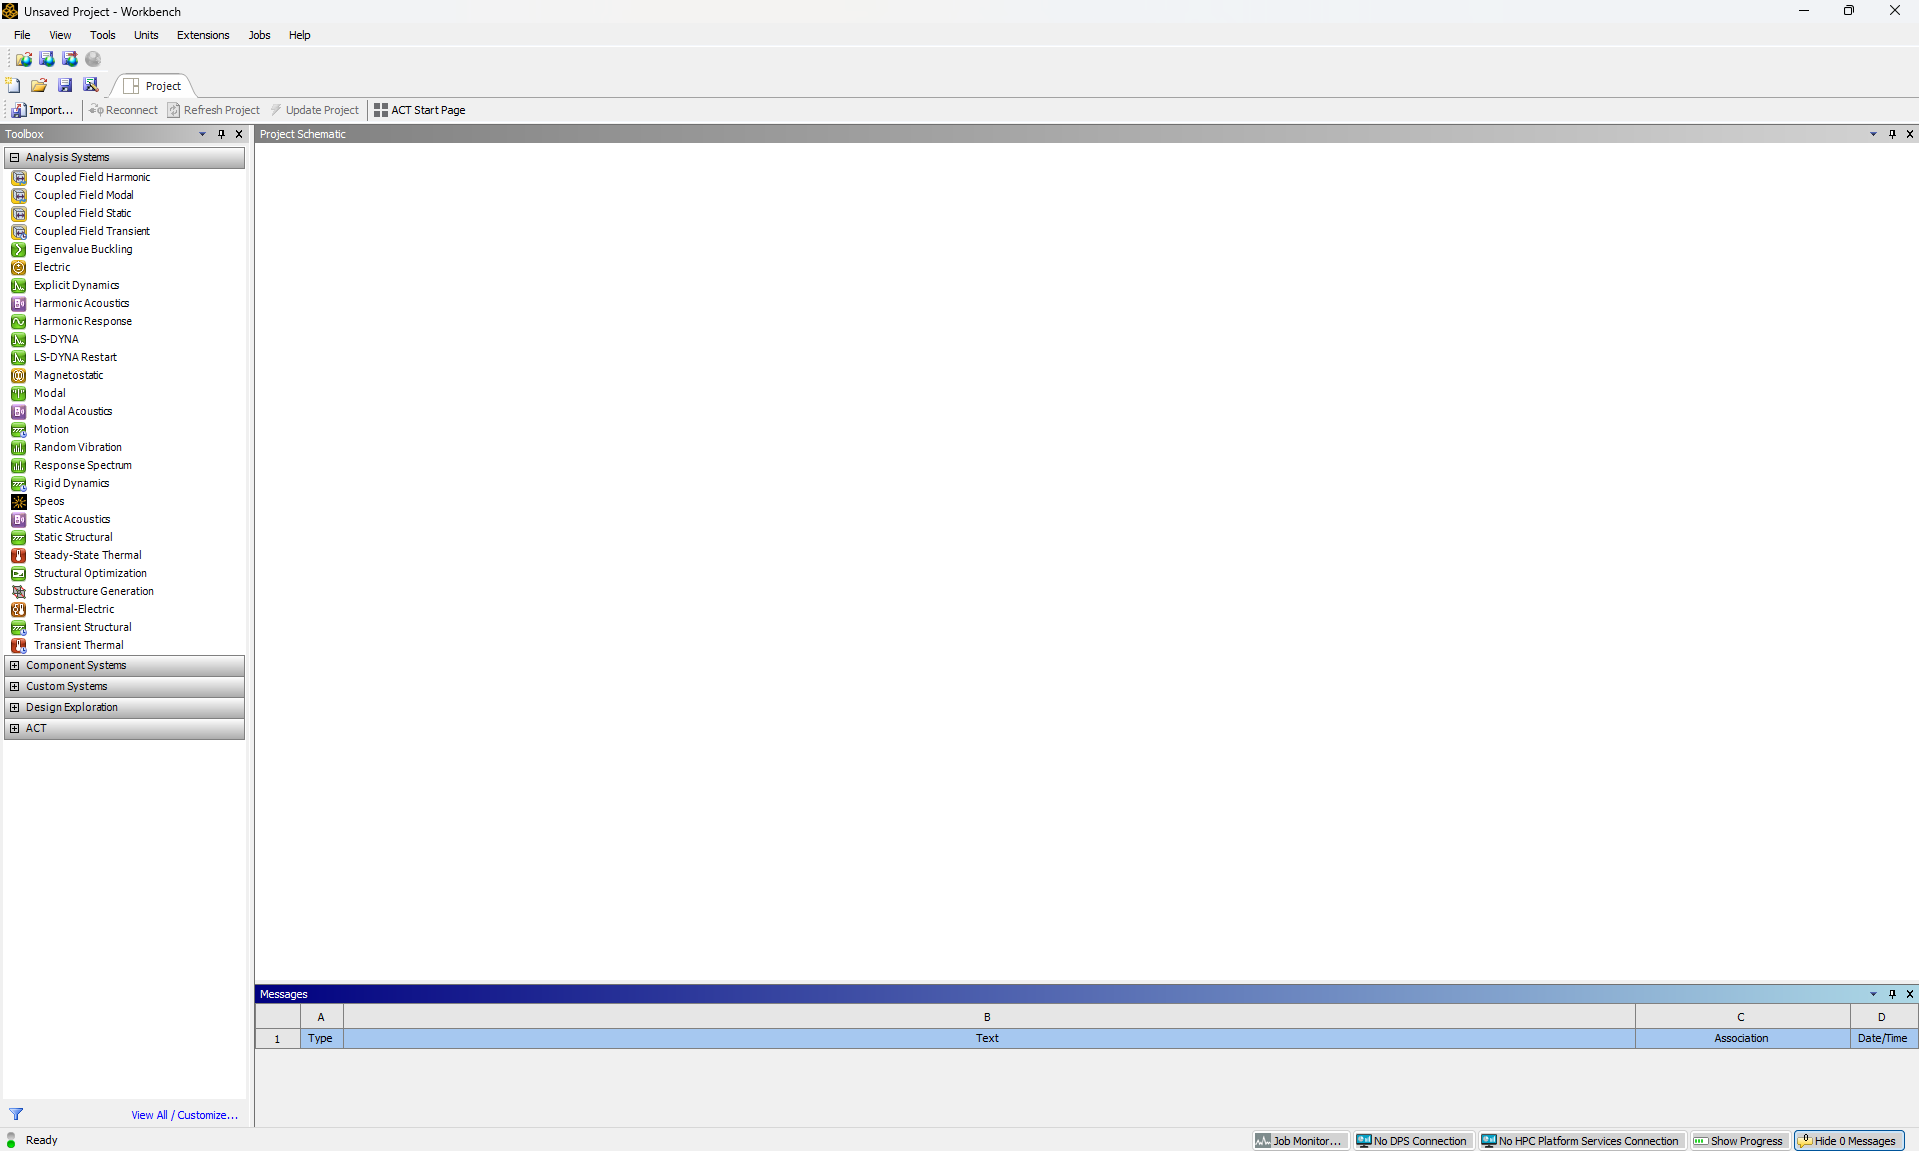 Unsaved Project - Workbench
File View Tools Units Extensions Jobs Help
Project
Import... Reconnect Refresh Project Update Project ACT Start Page
Toolbox
Analysis Systems
Coupled Field Harmonic
Coupled Field Modal
Coupled Field Static
Coupled Field Transient
Eigenvalue Buckling
Electric
Explicit Dynamics
Harmonic Acoustics
Harmonic Response
LS-DYNA
LS-DYNA Restart
Magnetostatic
Modal
Modal Acoustics
Motion
Random Vibration
Response Spectrum
Rigid Dynamics
Speos
Static Acoustics
Static Structural
Steady-State Thermal
Structural Optimization
Substructure Generation
Thermal-Electric
Transient Structural
Transient Thermal
Component Systems
Custom Systems
Design Exploration
ACT
View All / Customize...
Project Schematic
Messages
A B C D
1 Type Text Association Date/Time
Ready Job Monitor... No DPS Connection No HPC Platform Services Connection Show Progress 0 Hide 0 Messages